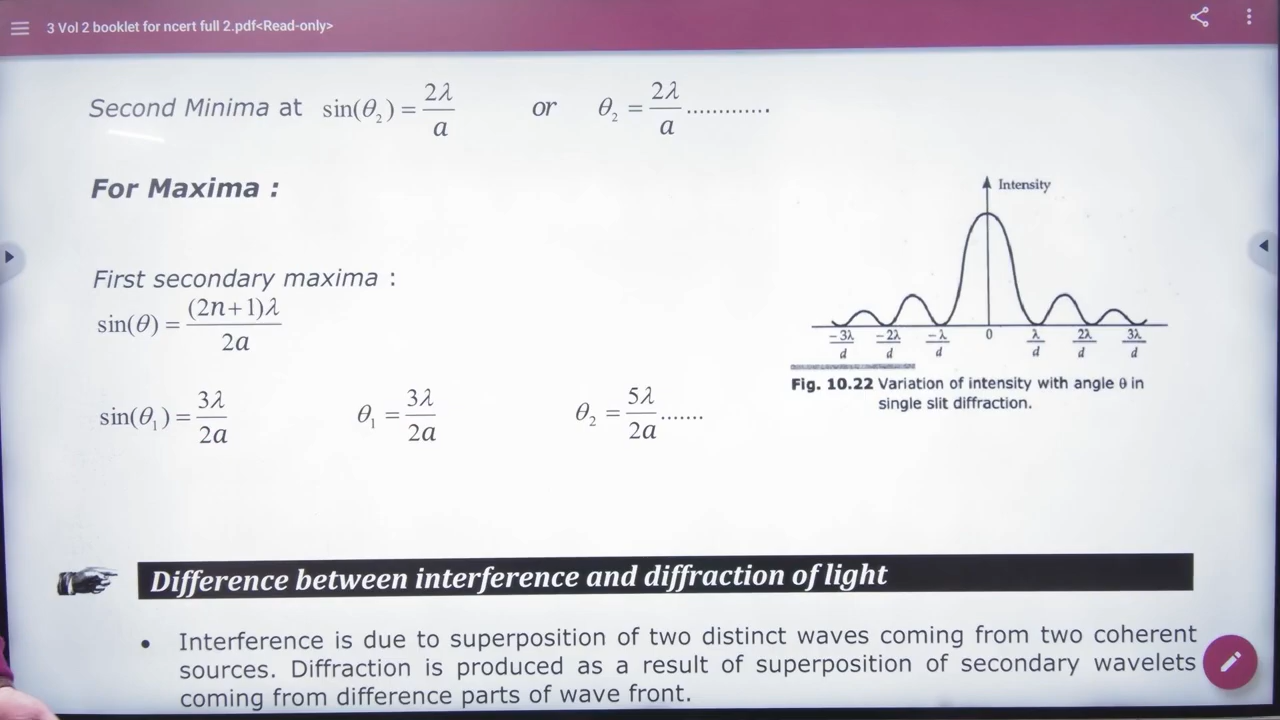 3 Vol 2 booklet for ncert full 2.pdf<Read-only>
Second Minima at sin(θ₂) = 2λ/a or θ₂ = 2λ/a .............
For Maxima :
First secondary maxima :
sin(θ) = (2n+1)λ/2a
sin(θ₁) = 3λ/2a θ₁ = 3λ/2a θ₂ = 5λ/2a .......
Intensity
-3λ/d -2λ/d -λ/d 0 λ/d 2λ/d 3λ/d
Fig. 10.22 Variation of intensity with angle θ in
single slit diffraction.
Difference between interference and diffraction of light
• Interference is due to superposition of two distinct waves coming from two coherent
sources. Diffraction is produced as a result of superposition of secondary wavelets
coming from difference parts of wave front.